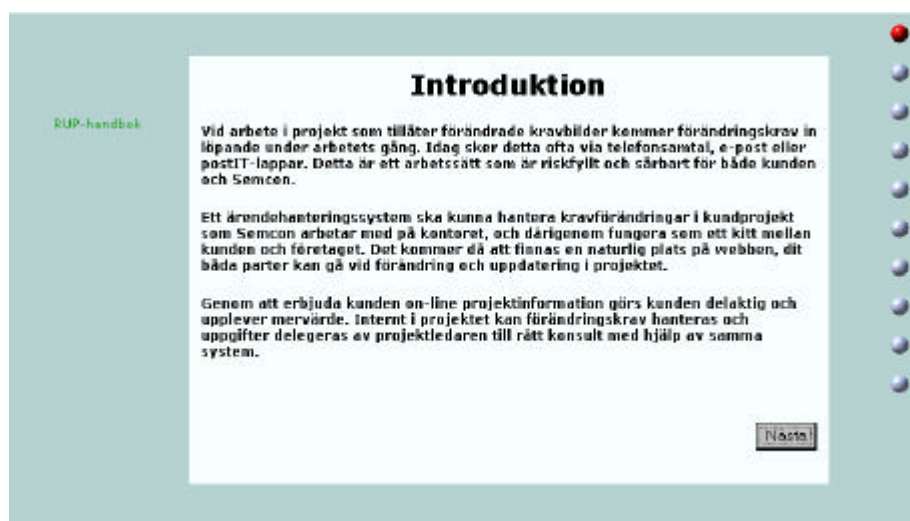 Introduktion
RUP-handbok
Vid arbete i projekt som tillåter förändrade kravbilder kommer förändringskrav in
löpande under arbetets gång. Idag sker detta ofta via telefonsamtal, e-post eller
postIT-lappar. Detta är ett arbetssätt som är riskfyllt och sårbart för både kunden
och Semcon.
Ett ärendehanteringssystem ska kunna hantera kravförändringar i kundprojekt
som Semcon arbetar med på kontoret, och därigenom fungera som ett kitt mellan
kunden och företaget. Det kommer då att finnas en naturlig plats på webben, dit
båda parter kan gå vid förändring och uppdatering i projektet.
Genom att erbjuda kunden on-line projektinformation görs kunden delaktig och
upplever mervärde. Internt i projektet kan förändringskrav hanteras och
uppgifter delegeras av projektledaren till rätt konsult med hjälp av samma
system.
Nästa!